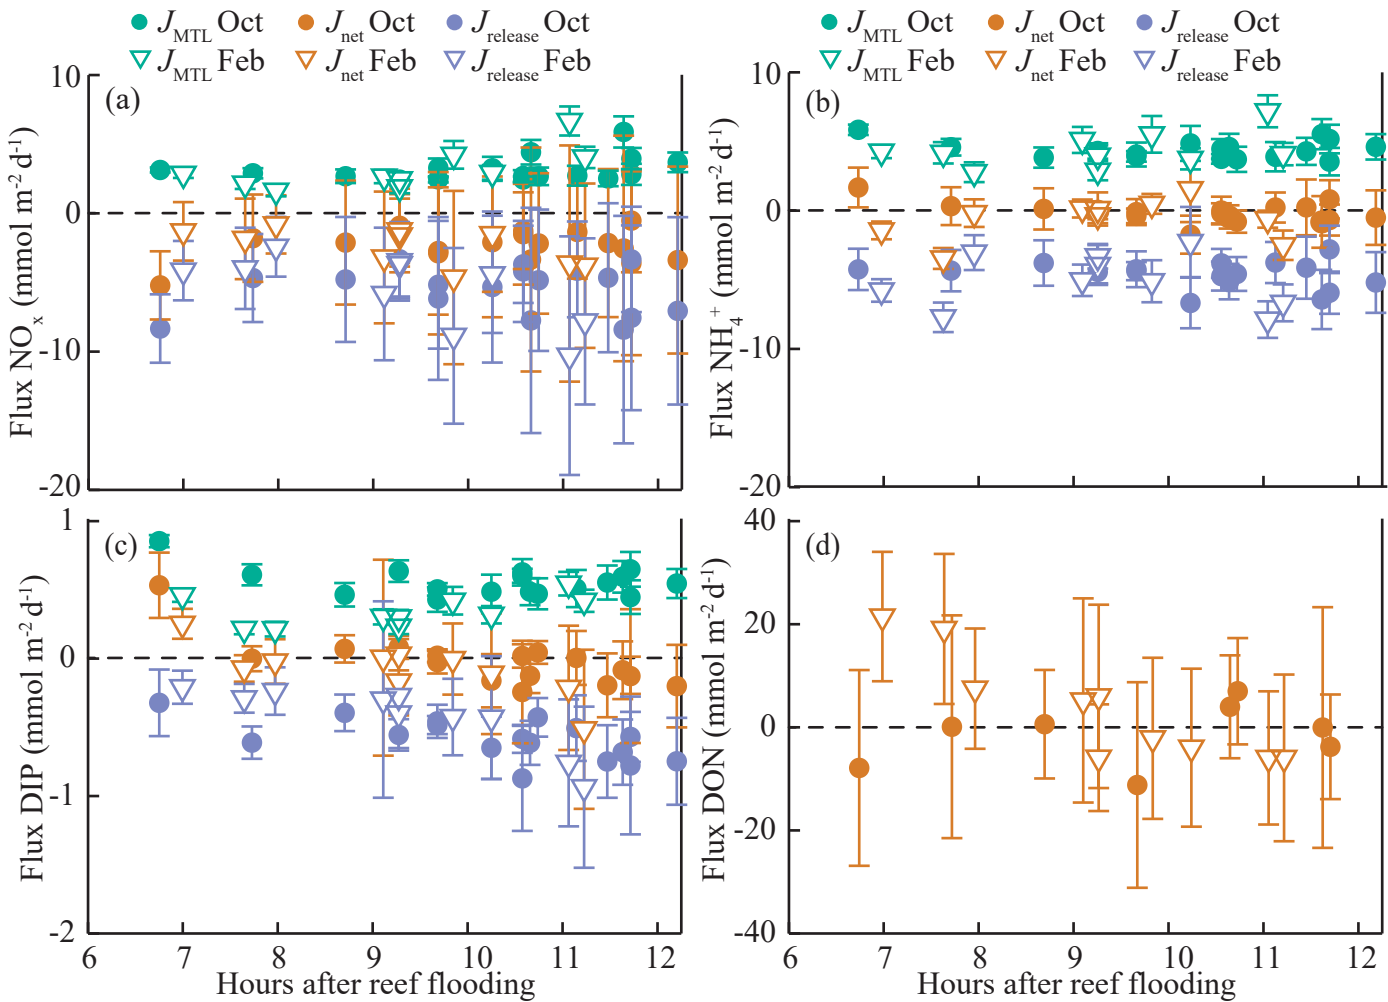 J_MTL Oct J_net Oct J_release Oct
J_MTL Feb J_net Feb J_release Feb
J_MTL Oct J_net Oct J_release Oct
J_MTL Feb J_net Feb J_release Feb
(a)
10
0
-10
-20
Flux NO_x (mmol m^-2 d^-1)
(b)
10
0
-10
-20
Flux NH_4^+ (mmol m^-2 d^-1)
(c)
1
0
-1
-2
Flux DIP (mmol m^-2 d^-1)
6 7 8 9 10 11 12
Hours after reef flooding
(d)
40
20
0
-20
-40
Flux DON (mmol m^-2 d^-1)
6 7 8 9 10 11 12
Hours after reef flooding